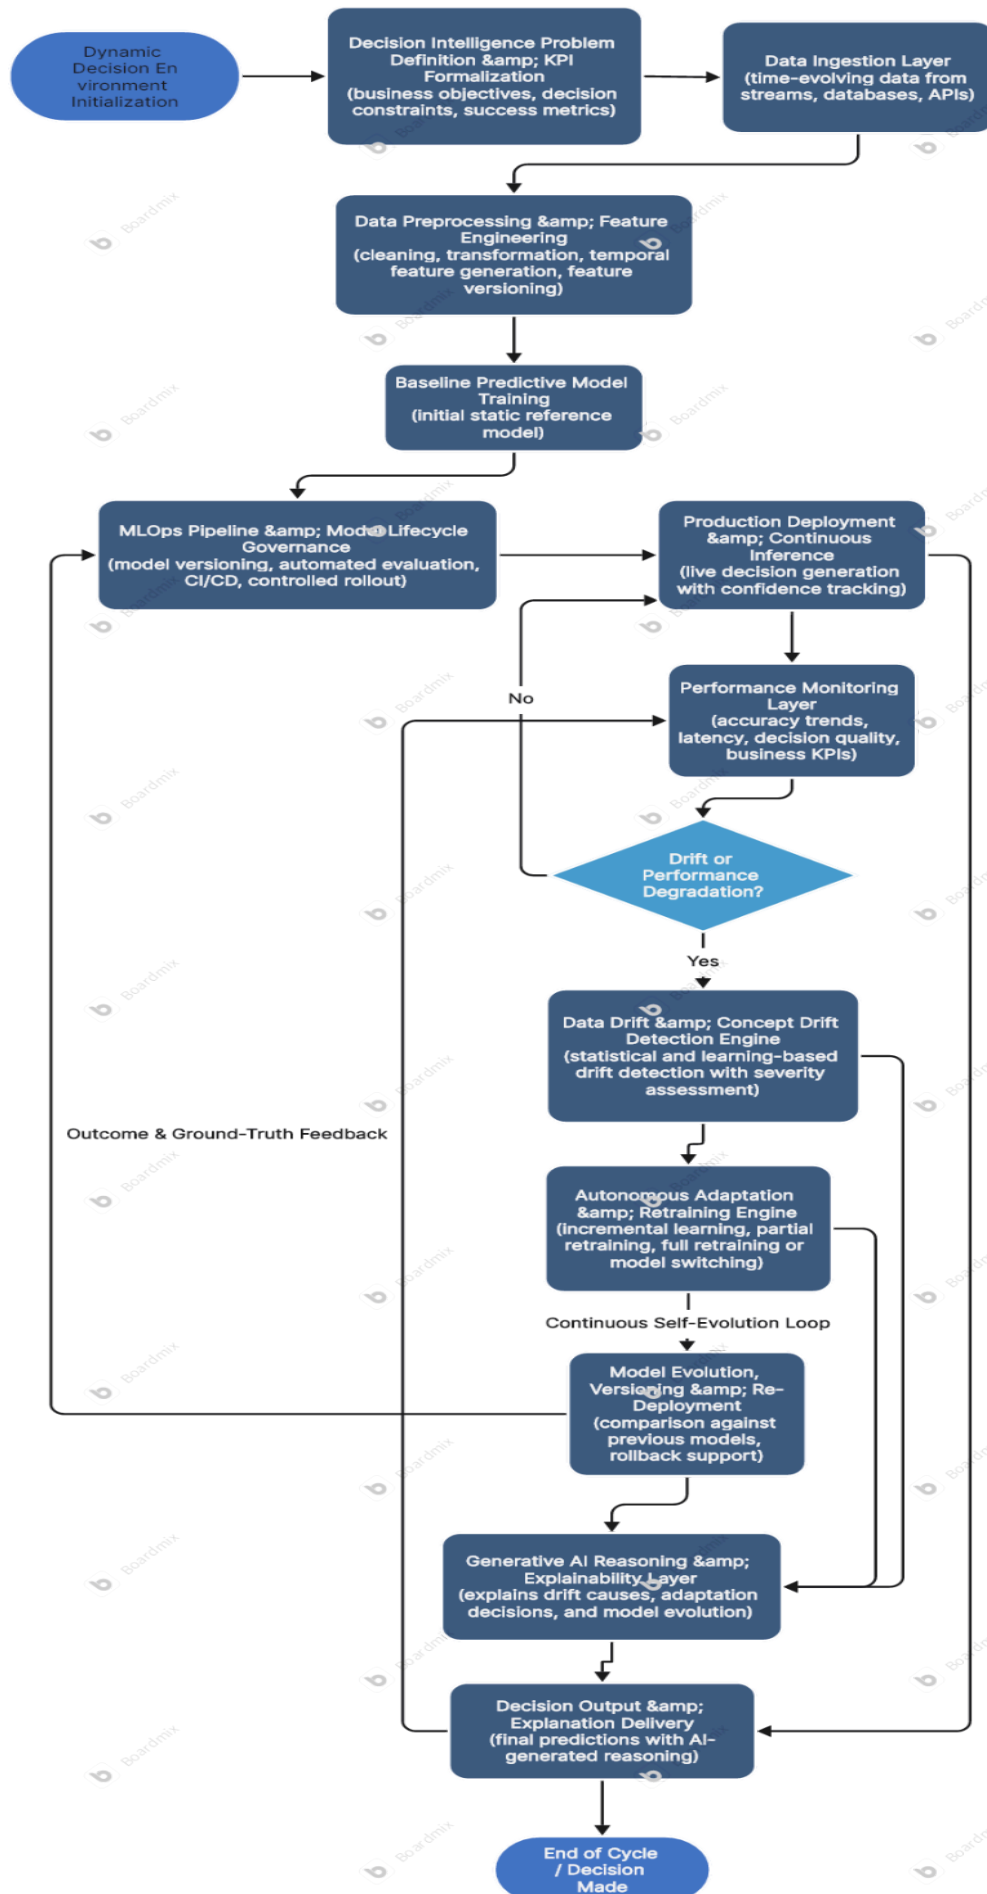 Dynamic
Decision En
vironment
Initialization
Decision Intelligence Problem
Definition &amp; KPI
Formalization
(business objectives, decision
constraints, success metrics)
Data Ingestion Layer
(time-evolving data from
streams, databases, APIs)
Data Preprocessing &amp; Feature
Engineering
(cleaning, transformation, temporal
feature generation, feature
versioning)
Baseline Predictive Model
Training
(initial static reference
model)
MLOps Pipeline &amp; Model Lifecycle
Governance
(model versioning, automated evaluation,
CI/CD, controlled rollout)
Production Deployment
&amp; Continuous
Inference
(live decision generation
with confidence tracking)
No
Performance Monitoring
Layer
(accuracy trends,
latency, decision quality,
business KPIs)
Drift or
Performance
Degradation?
Yes
Data Drift &amp; Concept Drift
Detection Engine
(statistical and learning-based
drift detection with severity
assessment)
Outcome & Ground-Truth Feedback
Autonomous Adaptation
&amp; Retraining Engine
(incremental learning, partial
retraining, full retraining or
model switching)
Continuous Self-Evolution Loop
Model Evolution,
Versioning &amp; Re-
Deployment
(comparison against
previous models,
rollback support)
Generative AI Reasoning &amp;
Explainability Layer
(explains drift causes, adaptation
decisions, and model evolution)
Decision Output &amp;
Explanation Delivery
(final predictions with AI-
generated reasoning)
End of Cycle
/ Decision
Made
Boardmix